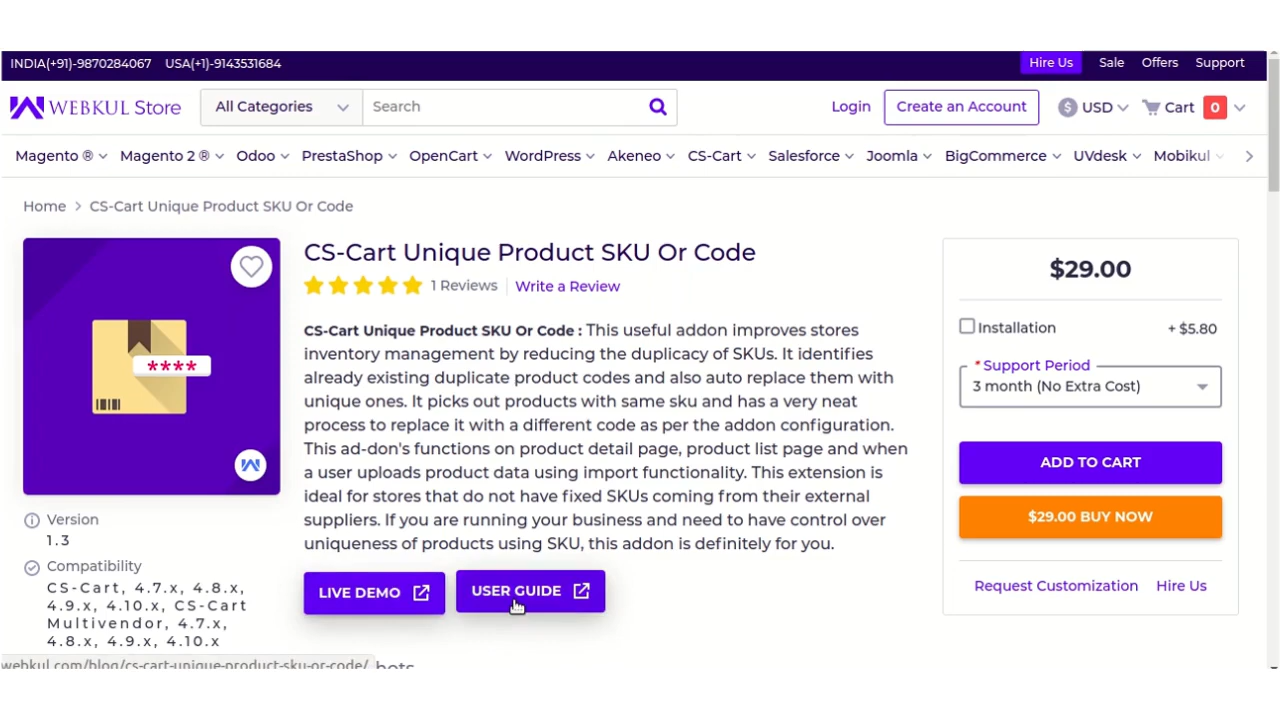 INDIA(+91)-9870284067 USA(+1)-9143531684 Hire Us Sale Offers Support
WEBKUL Store All Categories Search Login Create an Account $ USD Cart 0
Magento ® Magento 2 ® Odoo PrestaShop OpenCart WordPress Akeneo CS-Cart Salesforce Joomla BigCommerce UVdesk Mobikul
Home > CS-Cart Unique Product SKU Or Code
****
CS-Cart Unique Product SKU Or Code
1 Reviews Write a Review
CS-Cart Unique Product SKU Or Code : This useful addon improves stores
inventory management by reducing the duplicacy of SKUs. It identifies
already existing duplicate product codes and also auto replace them with
unique ones. It picks out products with same sku and has a very neat
process to replace it with a different code as per the addon configuration.
This ad-don's functions on product detail page, product list page and when
a user uploads product data using import functionality. This extension is
ideal for stores that do not have fixed SKUs coming from their external
suppliers. If you are running your business and need to have control over
uniqueness of products using SKU, this addon is definitely for you.
LIVE DEMO USER GUIDE
$29.00
Installation + $5.80
* Support Period
3 month (No Extra Cost)
ADD TO CART
$29.00 BUY NOW
Request Customization Hire Us
Version
1.3
Compatibility
CS-Cart, 4.7.x, 4.8.x,
4.9.x, 4.10.x, CS-Cart
Multivendor, 4.7.x,
4.8.x, 4.9.x, 4.10.x
webkul.com/blog/cs-cart-unique-product-sku-or-code/